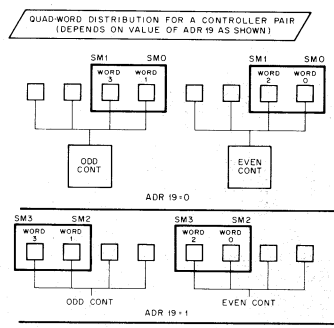 QUAD-WORD DISTRIBUTION FOR A CONTROLLER PAIR
(DEPENDS ON VALUE OF ADR 19 AS SHOWN)
SM1 SM0 SM1 SM0
WORD 3 WORD 1 WORD 2 WORD 0
ODD CONT EVEN CONT
ADR 19=0
SM3 SM2 SM3 SM2
WORD 3 WORD 1 WORD 2 WORD 0
ODD CONT EVEN CONT
ADR 19=1